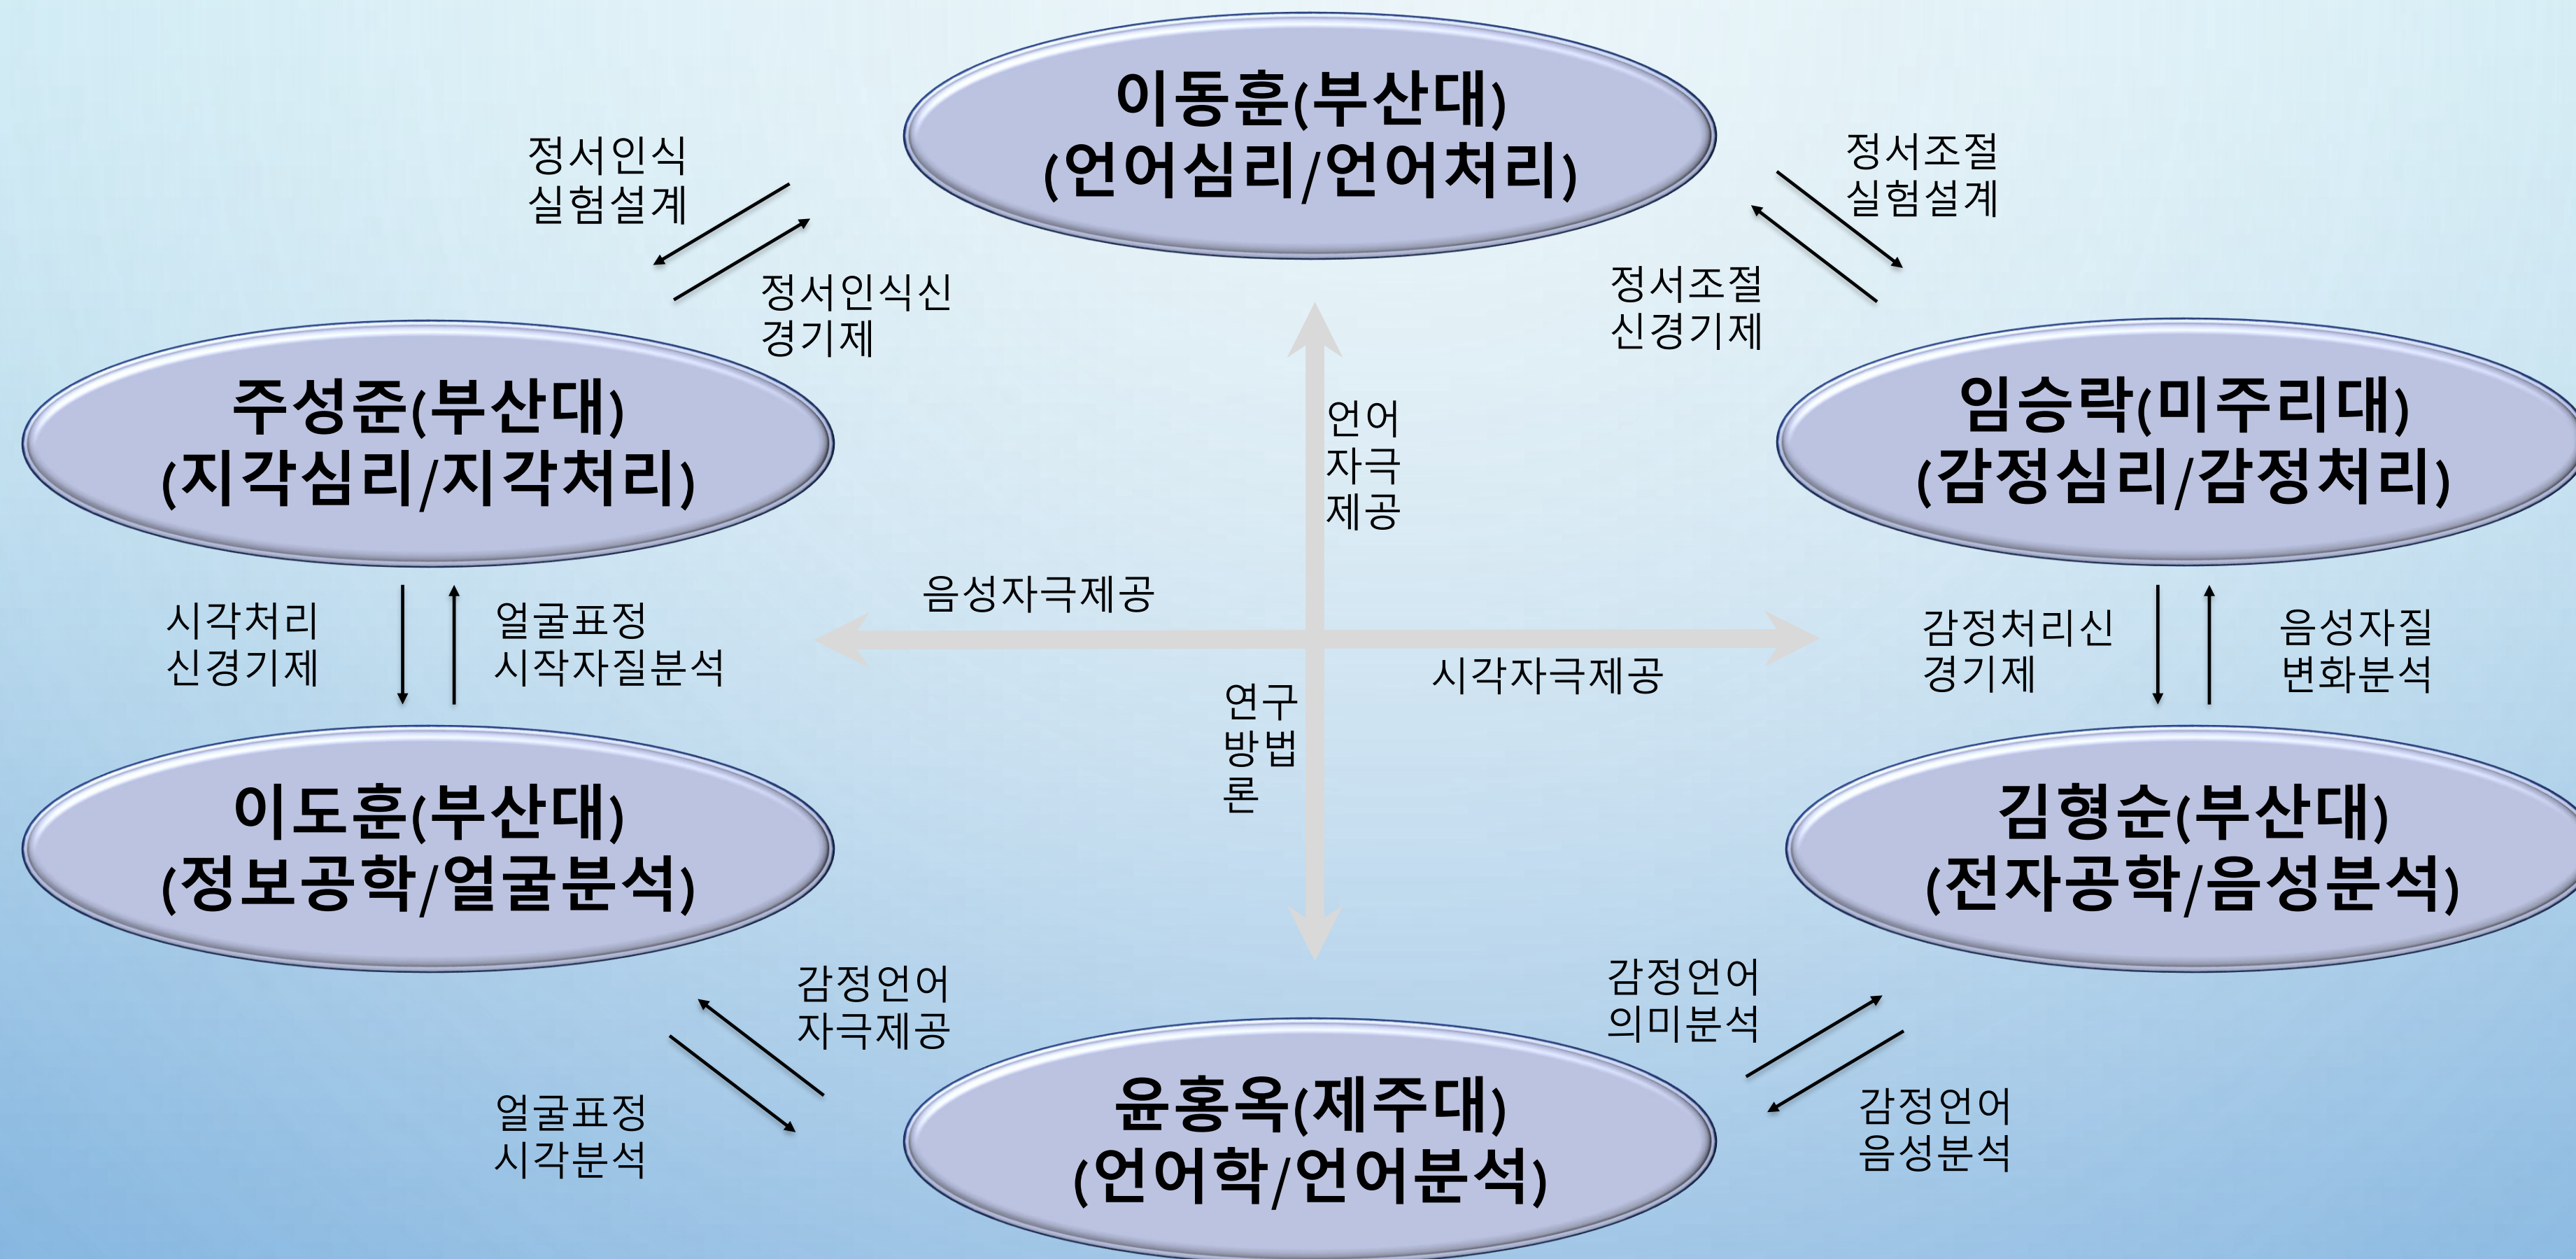 이동훈(부산대)
(언어심리/언어처리)
정서인식
실험설계
정서조절
실험설계
정서인식신
경기제
정서조절
신경기제
주성준(부산대)
(지각심리/지각처리)
임승락(미주리대)
(감정심리/감정처리)
언어
자극
제공
음성자극제공
시각자극제공
연구
방법
론
시각처리
신경기제
얼굴표정
시작자질분석
감정처리신
경기제
음성자질
변화분석
이도훈(부산대)
(정보공학/얼굴분석)
김형순(부산대)
(전자공학/음성분석)
감정언어
자극제공
감정언어
의미분석
얼굴표정
시각분석
감정언어
음성분석
윤홍옥(제주대)
(언어학/언어분석)